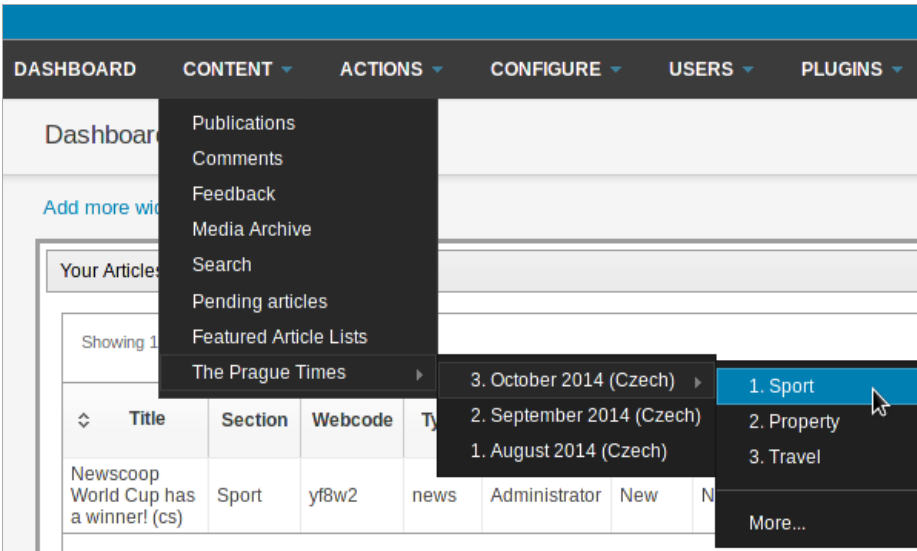 DASHBOARD CONTENT ACTIONS CONFIGURE USERS PLUGINS
Dashboar
Add more wi
Your Articles
Showing 1
Publications
Comments
Feedback
Media Archive
Search
Pending articles
Featured Article Lists
The Prague Times
3. October 2014 (Czech)
2. September 2014 (Czech)
1. August 2014 (Czech)
1. Sport
2. Property
3. Travel
More...
Title Section Webcode Ty
Newscoop
World Cup has
a winner! (cs)
Sport yf8w2 news Administrator New N